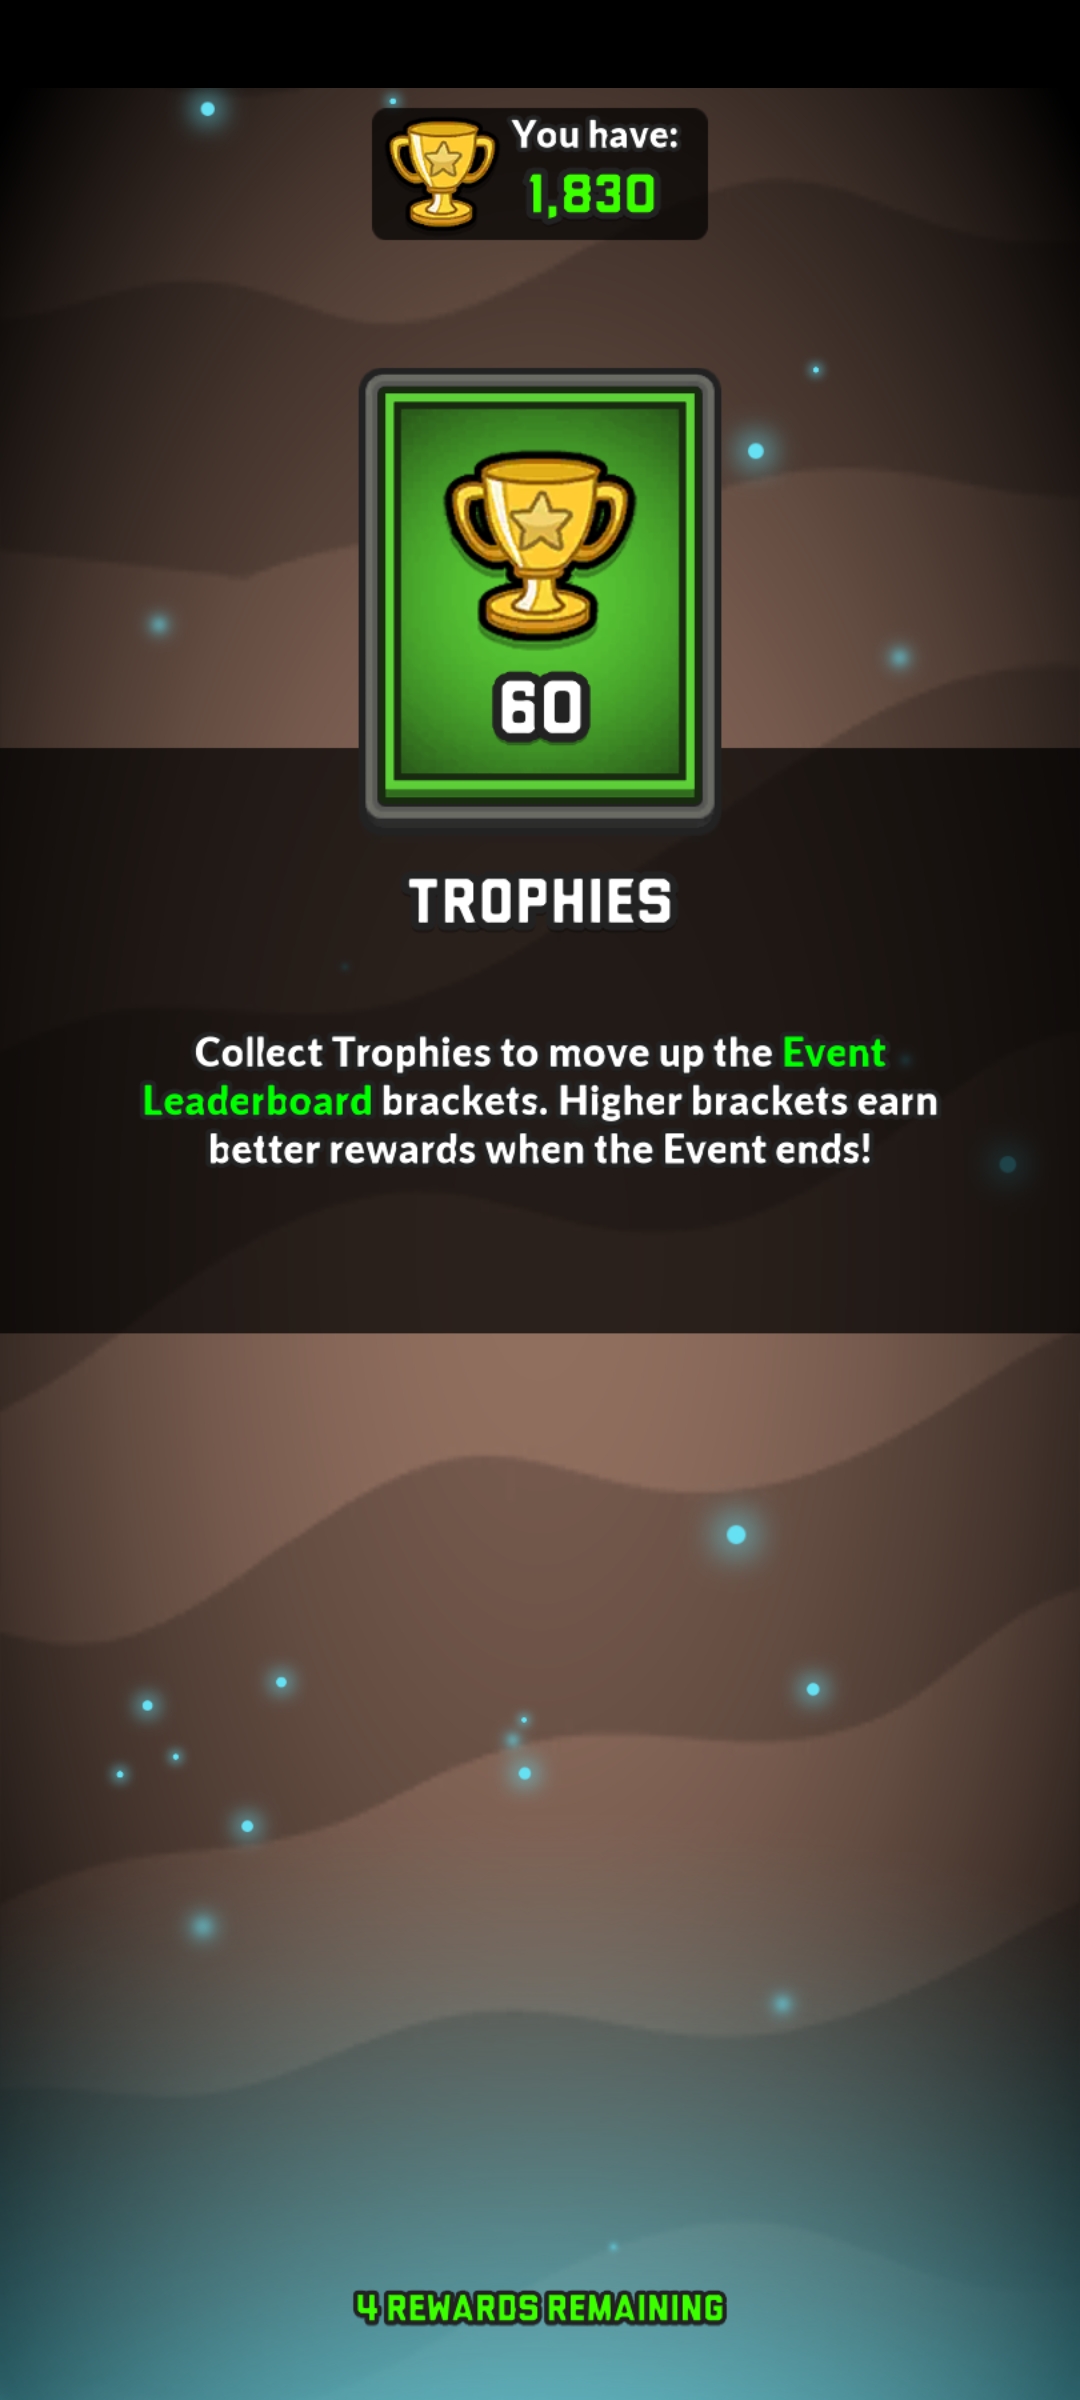 You have:
1,830
60
TROPHIES
Collect Trophies to move up the Event
Leaderboard brackets. Higher brackets earn
better rewards when the Event ends!
4 REWARDS REMAINING